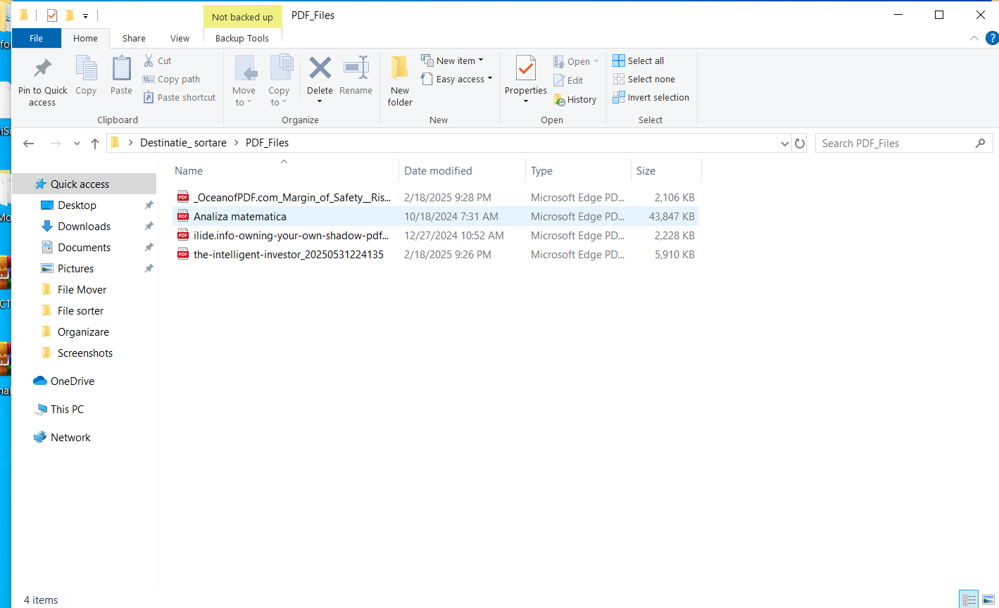 Not backed up PDF_Files
File Home Share View Backup Tools ?
Pin to Quick access Copy Paste Cut Copy path Paste shortcut
Move to Copy to Delete Rename
New folder New item Easy access
Properties Open Edit History
Select all Select none Invert selection
Clipboard Organize New Open Select
Destinatie_ sortare PDF_Files Search PDF_Files
Name Date modified Type Size
_OceanofPDF.com_Margin_of_Safety__Ris... 2/18/2025 9:28 PM Microsoft Edge PD... 2,106 KB
Analiza matematica 10/18/2024 7:31 AM Microsoft Edge PD... 43,847 KB
ilide.info-owning-your-own-shadow-pdf... 12/27/2024 10:52 AM Microsoft Edge PD... 2,228 KB
the-intelligent-investor_20250531224135 2/18/2025 9:26 PM Microsoft Edge PD... 5,910 KB
Quick access
Desktop
Downloads
Documents
Pictures
File Mover
File sorter
Organizare
Screenshots
OneDrive
This PC
Network
4 items